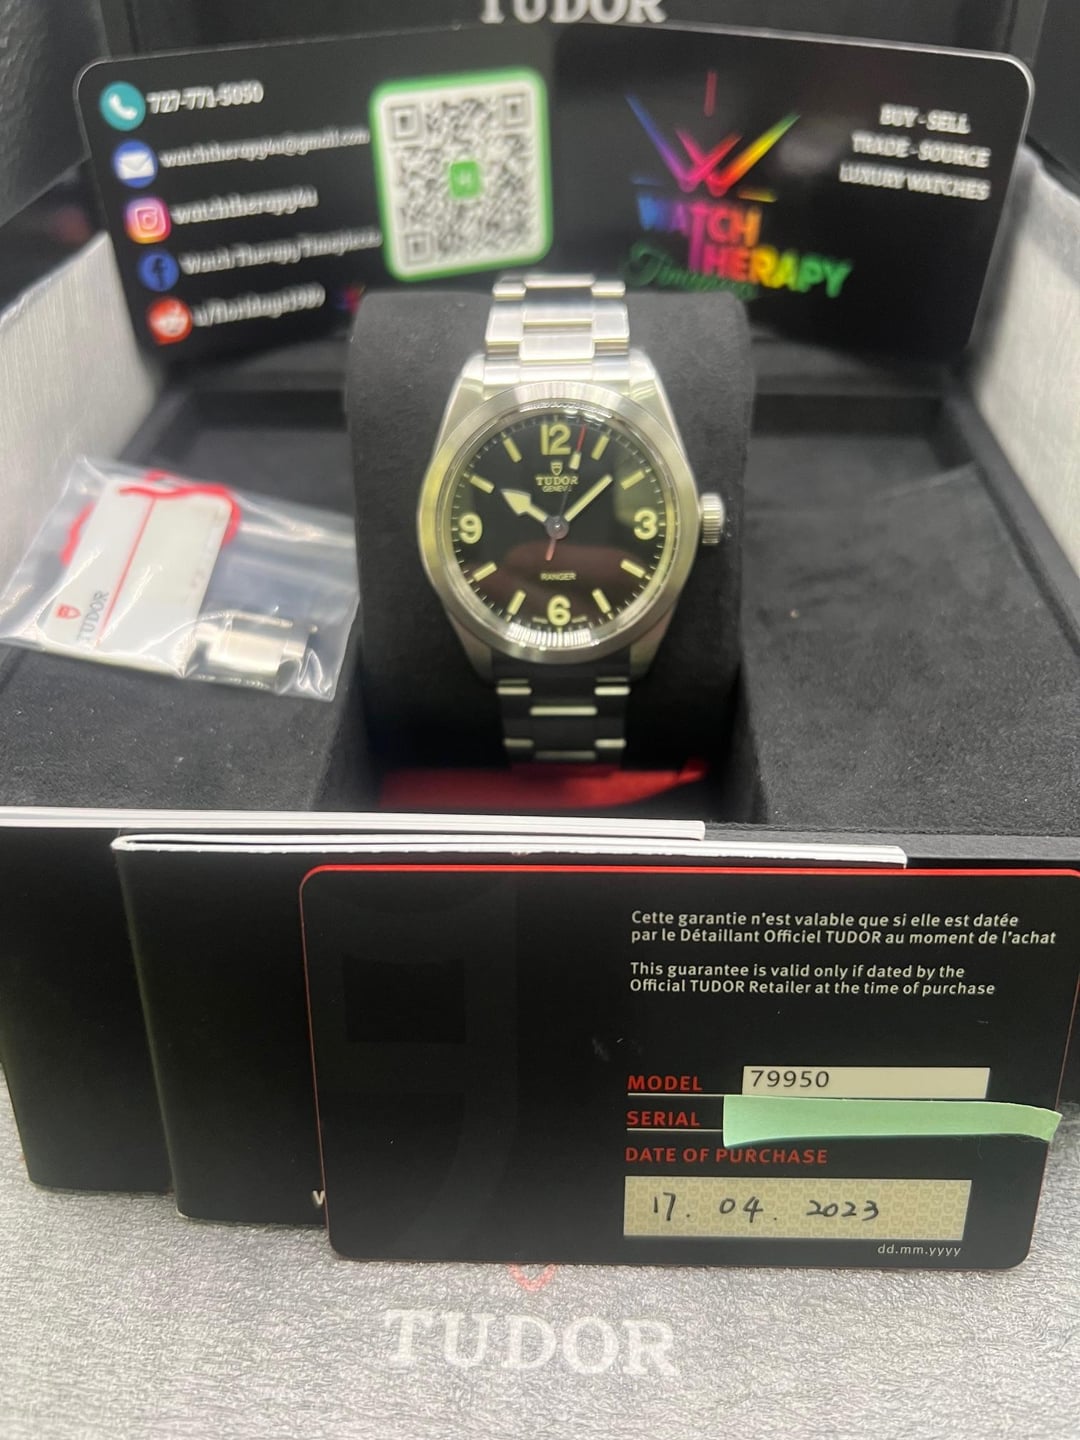 TUDOR
727-771-5050
watchtherapy4u@gmail.com
watchtherapy4u
Watch Therapy Timepieces
BUY - SELL
TRADE - SOURCE
LUXURY WATCHES
WATCH
THERAPY
12
TUDOR
GENEVE
9
3
RANGER
6
TUDOR
Cette garantie n'est valable que si elle est datée
par le Détaillant Officiel TUDOR au moment de l'achat
This guarantee is valid only if dated by the
Official TUDOR Retailer at the time of purchase
MODEL 79950
SERIAL
DATE OF PURCHASE
17. 04. 2023
dd.mm.yyyy
TUDOR